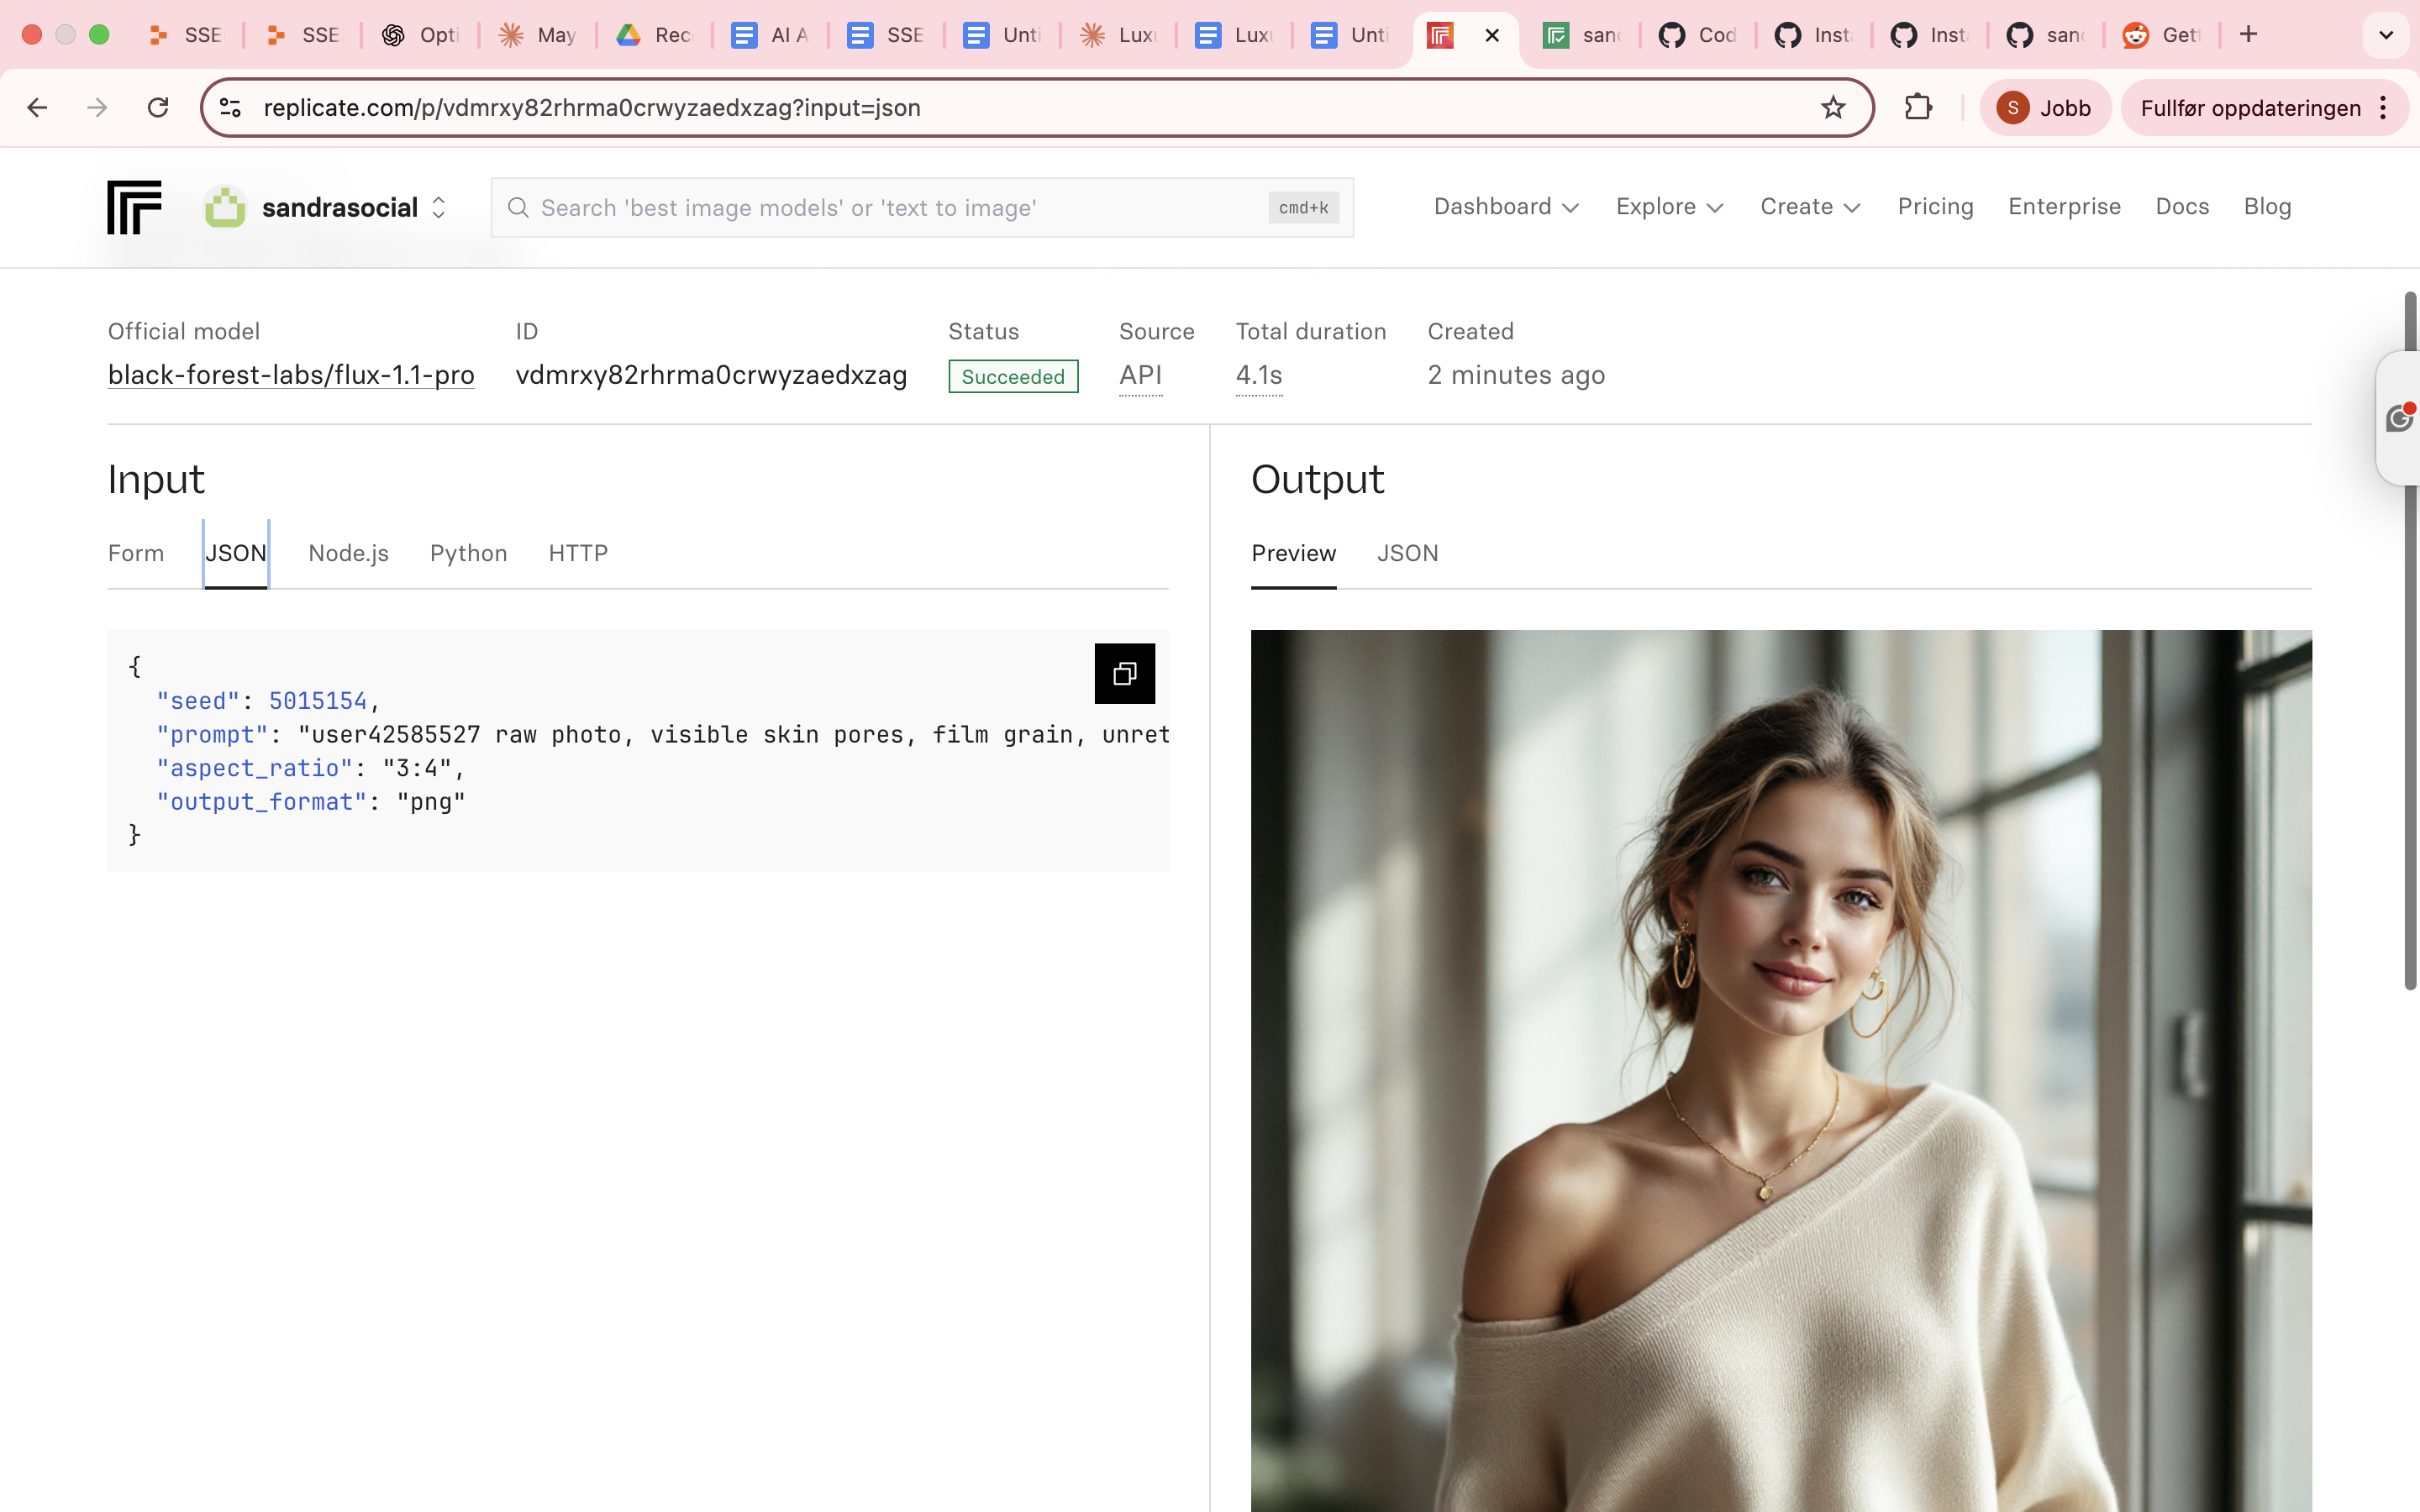 SSE
SSE
Opti
May
Rec
AI A
SSE
Unti
Lux
Lux
Unti
sand
Cod
Inst
Inst
sand
Gett
replicate.com/p/vdmrxy82rhrma0crwyzaedxzag?input=json
S
Jobb
Fullfør oppdateringen
sandrasocial
Search 'best image models' or 'text to image'
cmd+k
Dashboard
Explore
Create
Pricing
Enterprise
Docs
Blog
Official model
ID
Status
Source
Total duration
Created
black-forest-labs/flux-1.1-pro
vdmrxy82rhrma0crwyzaedxzag
Succeeded
API
4.1s
2 minutes ago
Input
Form
JSON
Node.js
Python
HTTP
{
"seed": 5015154,
"prompt": "user42585527 raw photo, visible skin pores, film grain, unret
"aspect_ratio": "3:4",
"output_format": "png"
}
Output
Preview
JSON